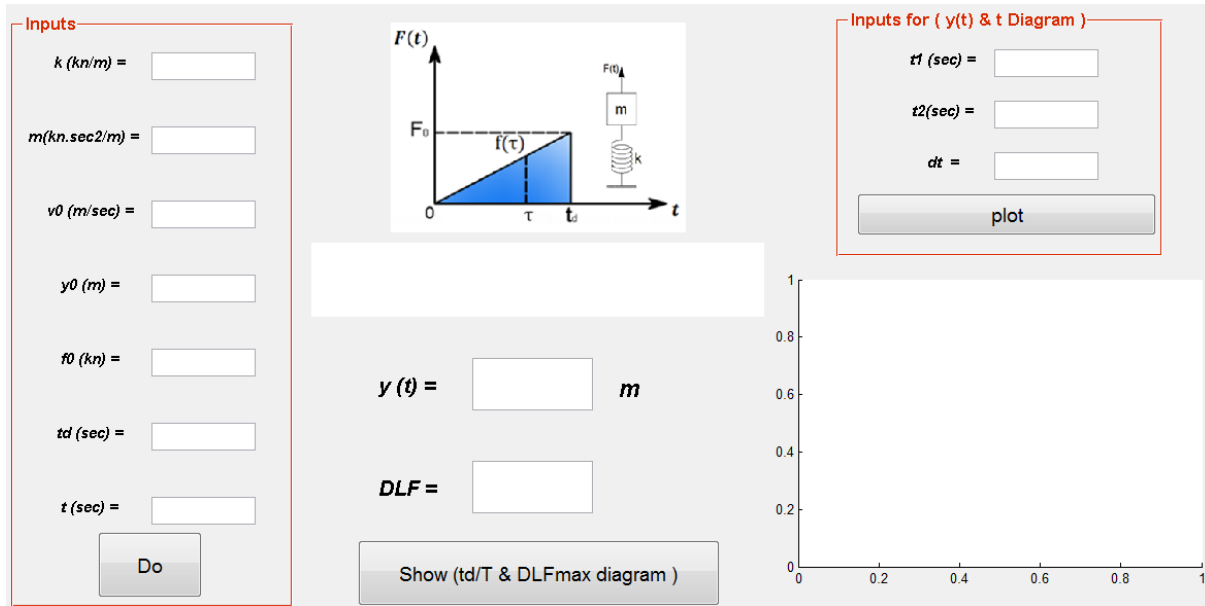 Inputs
k (kn/m) =
m(kn.sec2/m) =
v0 (m/sec) =
y0 (m) =
f0 (kn) =
td (sec) =
t (sec) =
Do
F(t)
F₀
f(τ)
0
τ
t_d
t
F(t)
m
k
y (t) =
m
DLF =
Show (td/T & DLFmax diagram )
Inputs for ( y(t) & t Diagram )
t1 (sec) =
t2(sec) =
dt =
plot
1
0.8
0.6
0.4
0.2
0
0 0.2 0.4 0.6 0.8 1